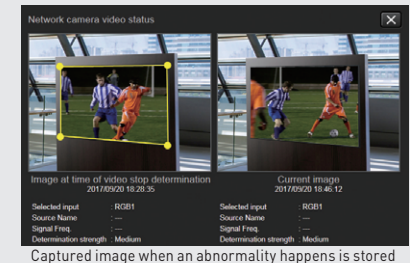 Network camera video status
Image at time of video stop determination
2017/09/20 18:28:35
Selected input : RGB1
Source Name : ---
Signal Freq. : ---
Determination strength : Medium
Current image
2017/09/20 18:46:12
Selected input : RGB1
Source Name : ---
Signal Freq. : ---
Determination strength : Medium
Captured image when an abnormality happens is stored